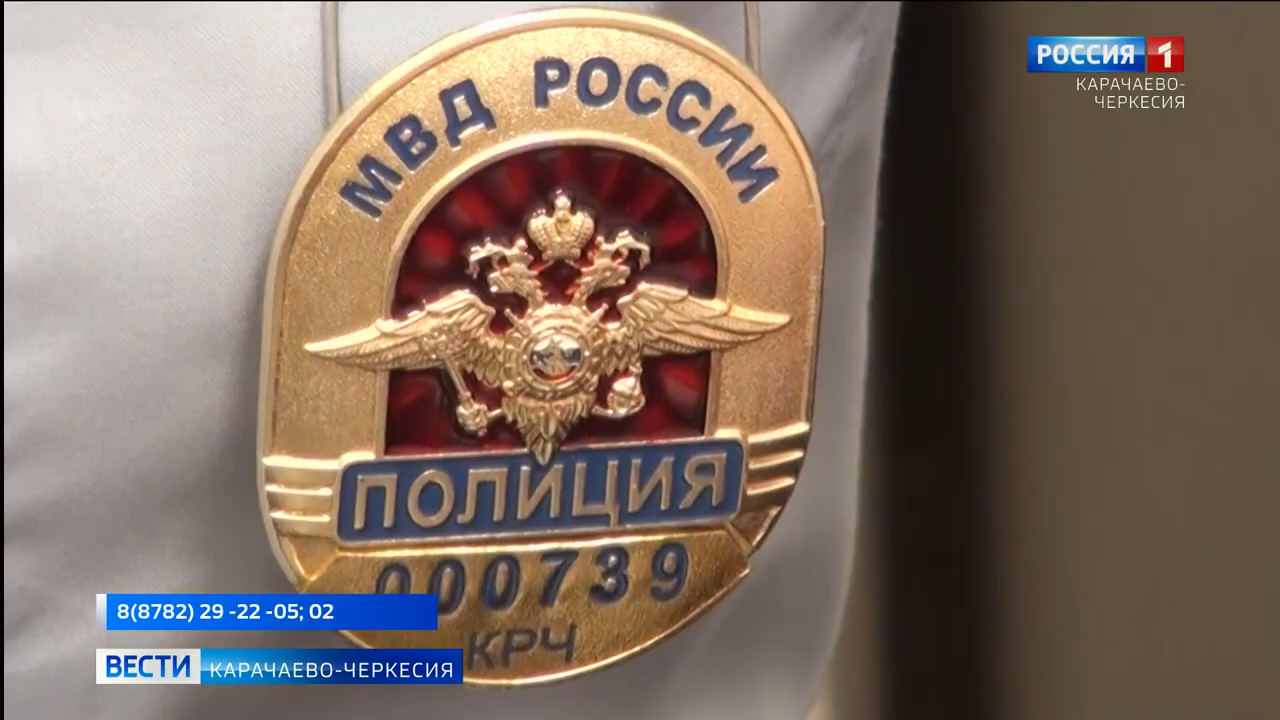 РОССИЯ 1
КАРАЧАЕВО-
ЧЕРКЕСИЯ
МВД РОССИИ
ПОЛИЦИЯ
000739
КРЧ
8(8782) 29 -22 -05; 02
ВЕСТИ КАРАЧАЕВО-ЧЕРКЕСИЯ